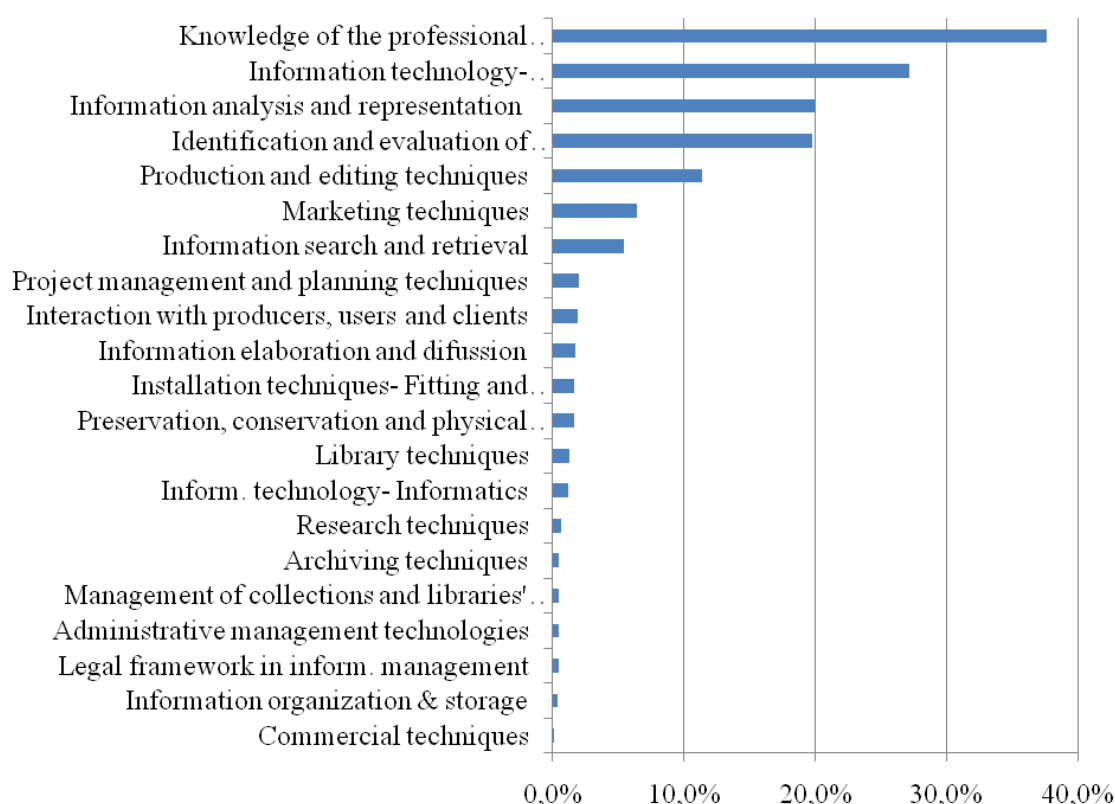 Knowledge of the professional..
Information technology-
Information analysis and representation
Identification and evaluation of..
Production and editing techniques
Marketing techniques
Information search and retrieval
Project management and planning techniques
Interaction with producers, users and clients
Information elaboration and difussion
Installation techniques- Fitting and..
Preservation, conservation and physical..
Library techniques
Inform. technology- Informatics
Research techniques
Archiving techniques
Management of collections and libraries'..
Administrative management technologies
Legal framework in inform. management
Information organization & storage
Commercial techniques
0,0% 10,0% 20,0% 30,0% 40,0%